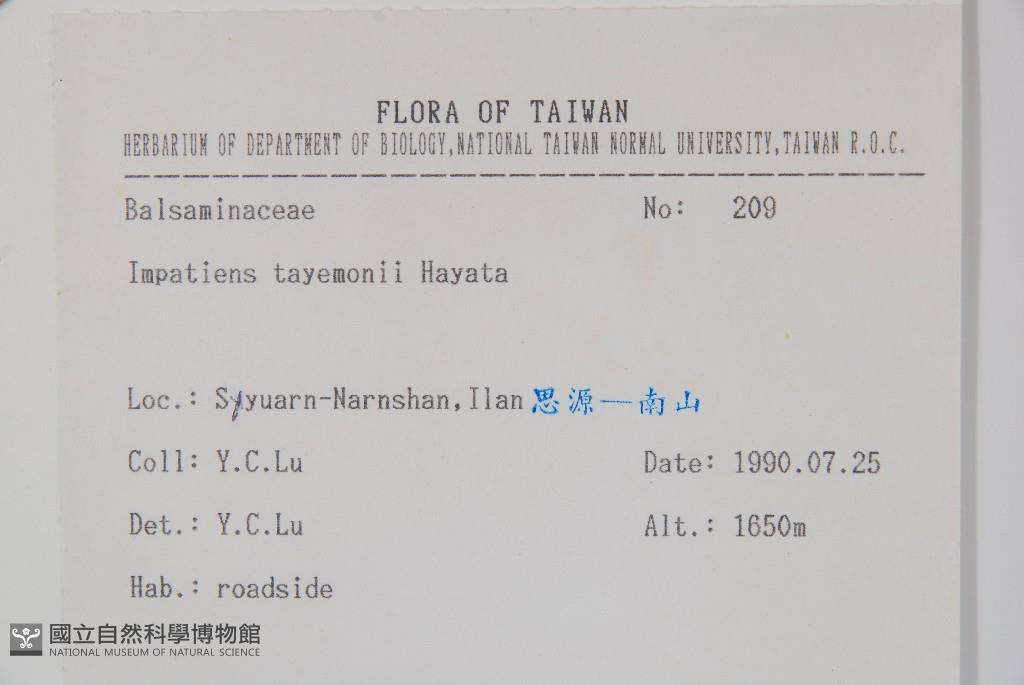 FLORA OF TAIWAN
HERBARIUM OF DEPARTMENT OF BIOLOGY,NATIONAL TAIWAN NORMAL UNIVERSITY,TAIWAN R.O.C.
Balsaminaceae No: 209
Impatiens tayemonii Hayata
Loc.: Syyuarn-Narnshan,Ilan 思源—南山
Coll: Y.C.Lu Date: 1990.07.25
Det.: Y.C.Lu Alt.: 1650m
Hab.: roadside
國立自然科學博物館
NATIONAL MUSEUM OF NATURAL SCIENCE